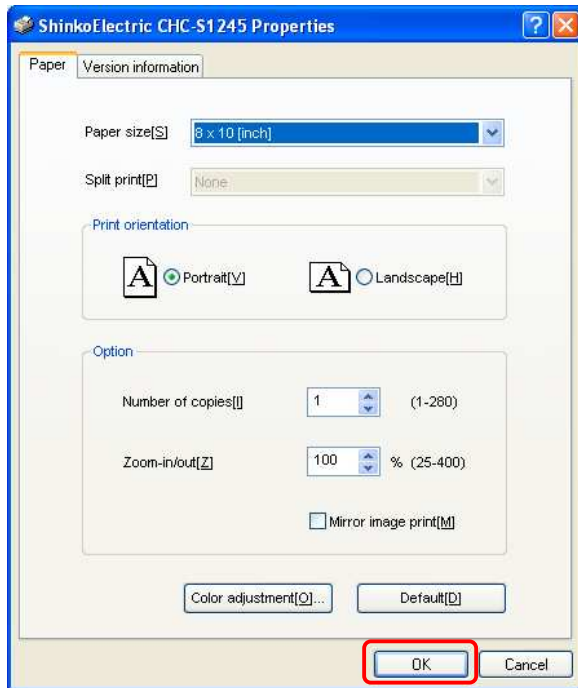 ShinkoElectric CHC-S1245 Properties
Paper Version information
Paper size[S] 8 x 10 [inch]
Split print[P] None
Print orientation
A Portrait[V] A Landscape[H]
Option
Number of copies[I] 1 (1-280)
Zoom-in/out[Z] 100 % (25-400)
Mirror image print[M]
Color adjustment[O]... Default[D]
OK Cancel